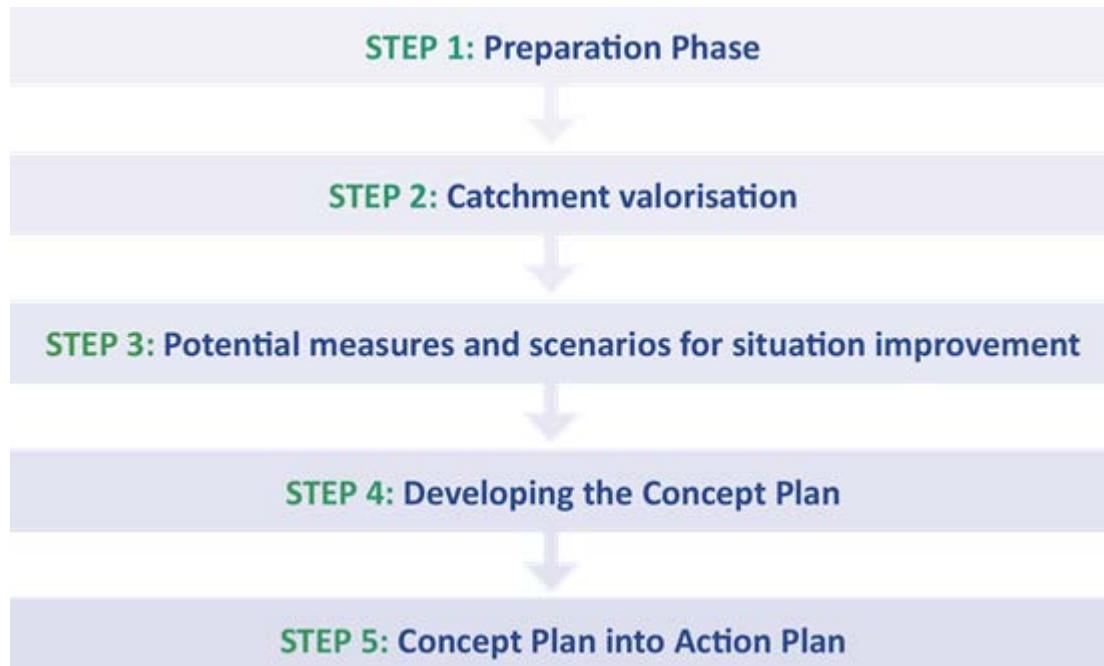 STEP 1: Preparation Phase
STEP 2: Catchment valorisation
STEP 3: Potential measures and scenarios for situation improvement
STEP 4: Developing the Concept Plan
STEP 5: Concept Plan into Action Plan